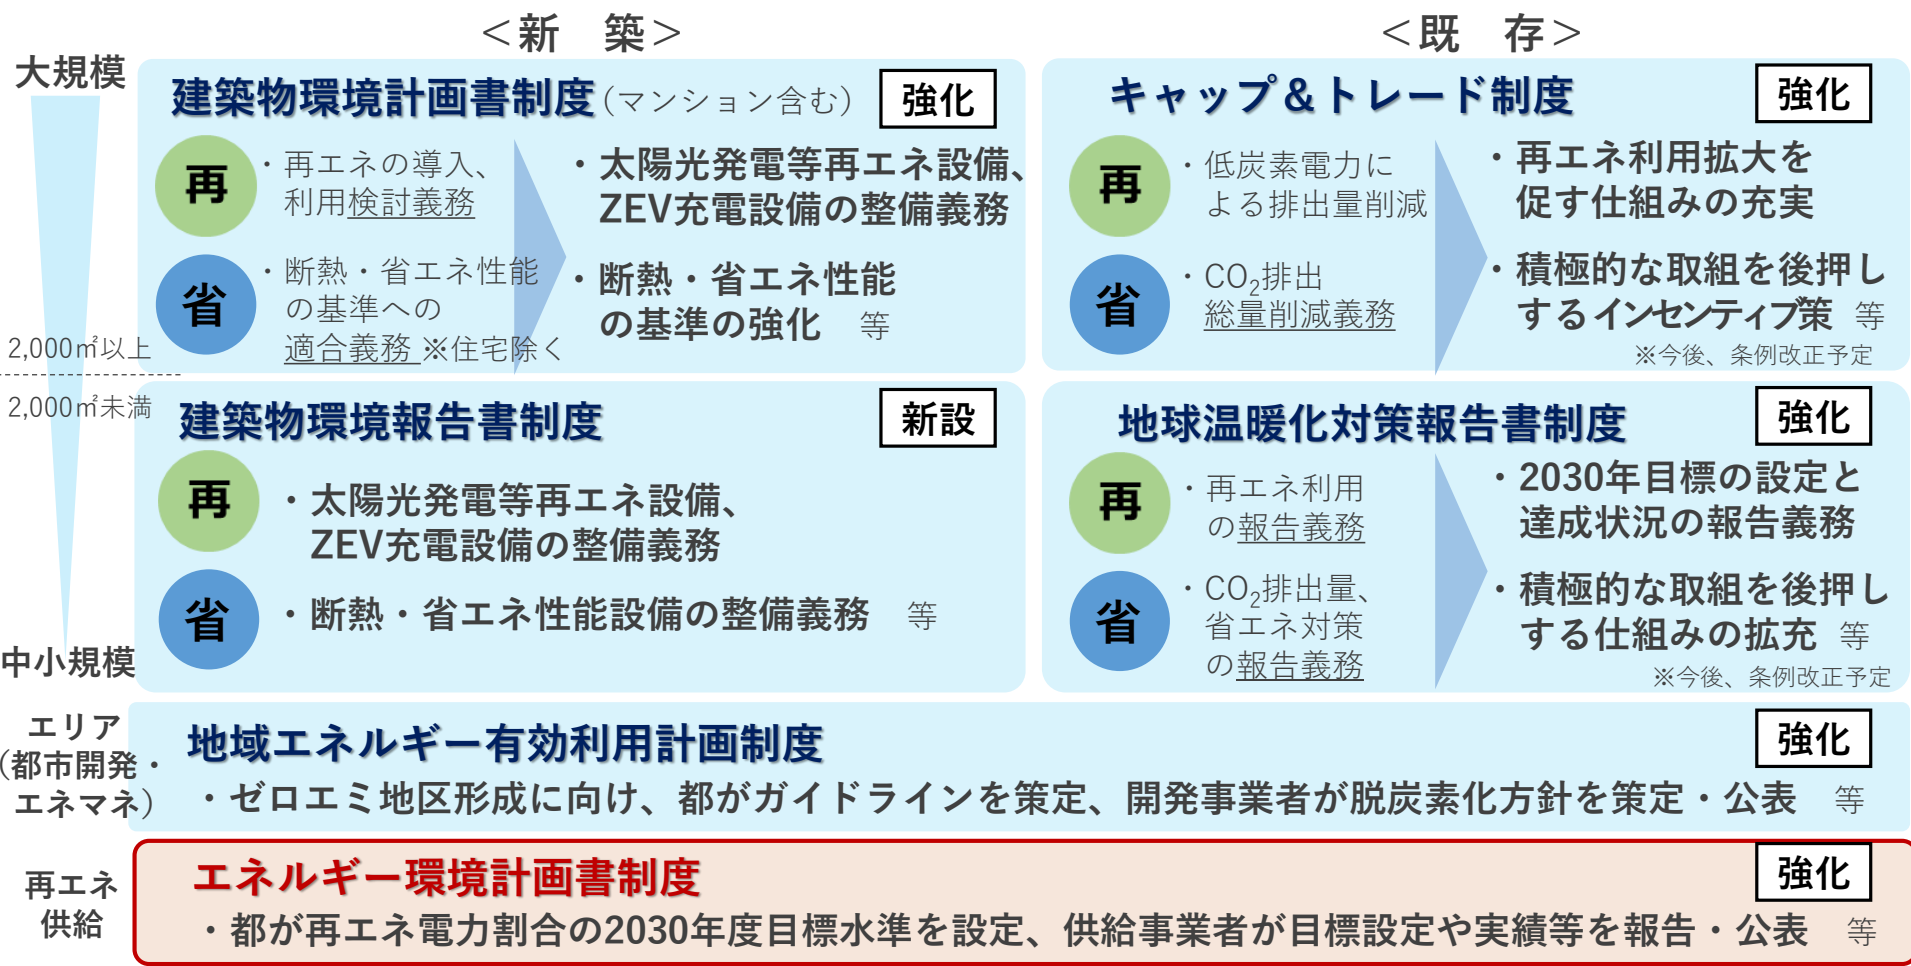 ＜新　築＞
＜既　存＞
大規模
建築物環境計画書制度（マンション含む）
強化
再
・再エネの導入、
利用検討義務
省
・断熱・省エネ性能
の基準への
適合義務 ※住宅除く
・太陽光発電等再エネ設備、
ZEV充電設備の整備義務
・断熱・省エネ性能
の基準の強化　等
キャップ＆トレード制度
強化
再
・低炭素電力に
よる排出量削減
省
・CO₂排出
総量削減義務
・再エネ利用拡大を
促す仕組みの充実
・積極的な取組を後押し
するインセンティブ策　等
※今後、条例改正予定
2,000㎡以上
2,000㎡未満
建築物環境報告書制度
新設
再
・太陽光発電等再エネ設備、
ZEV充電設備の整備義務
省
・断熱・省エネ性能設備の整備義務　等
地球温暖化対策報告書制度
強化
再
・再エネ利用
の報告義務
省
・CO₂排出量、
省エネ対策
の報告義務
・2030年目標の設定と
達成状況の報告義務
・積極的な取組を後押し
する仕組みの拡充　等
※今後、条例改正予定
中小規模
エリア
（都市開発・
エネマネ）
地域エネルギー有効利用計画制度
強化
・ゼロエミ地区形成に向け、都がガイドラインを策定、開発事業者が脱炭素化方針を策定・公表　等
再エネ
供給
エネルギー環境計画書制度
強化
・都が再エネ電力割合の2030年度目標水準を設定、供給事業者が目標設定や実績等を報告・公表　等